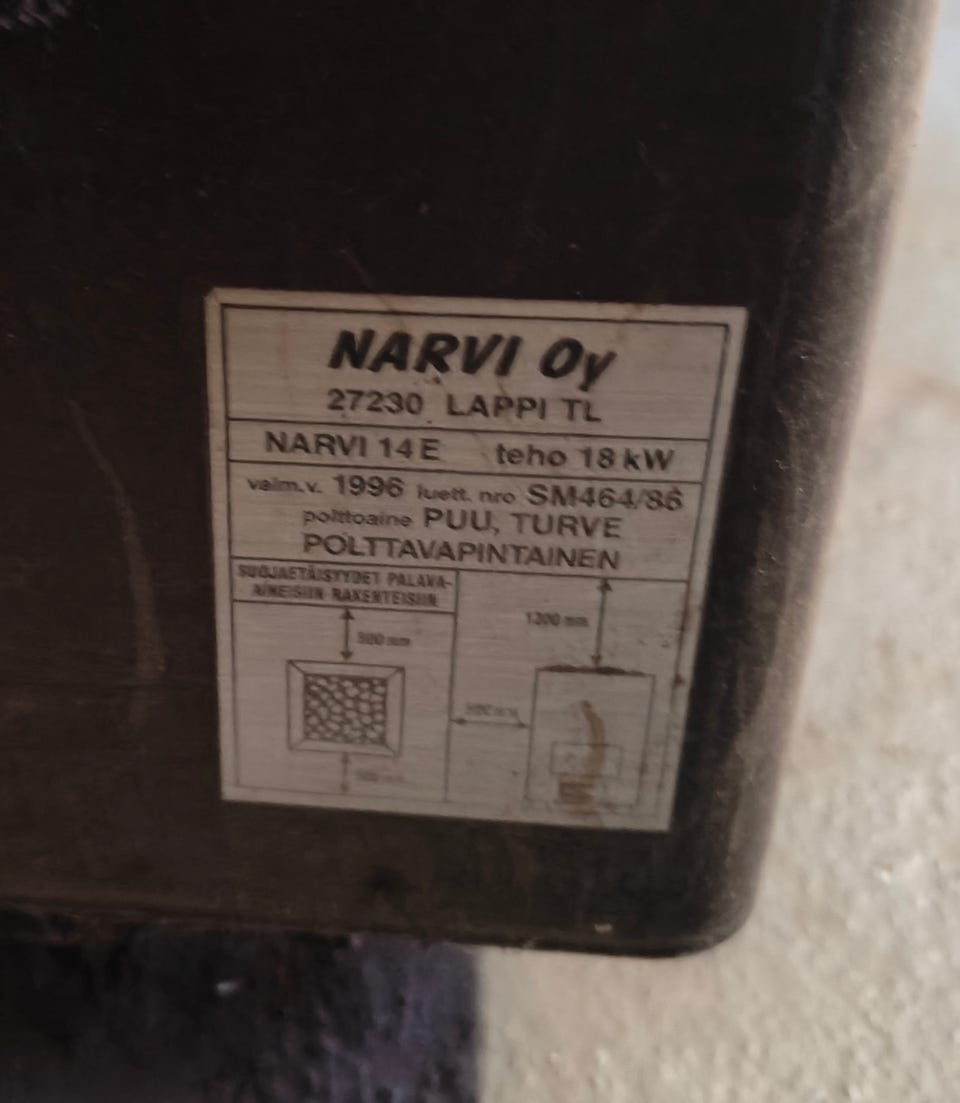 NARVI Oy
27230 LAPPI TL
NARVI 14E teho 18 kW
valm.v. 1996 luett. nro SM464/86
polttoaine PUU, TURVE
POLTTAVAPINTAINEN
SUOJAETÄISYYDET PALAVA-
AINEISIIN RAKENTEISIIN
500 mm
1200 mm